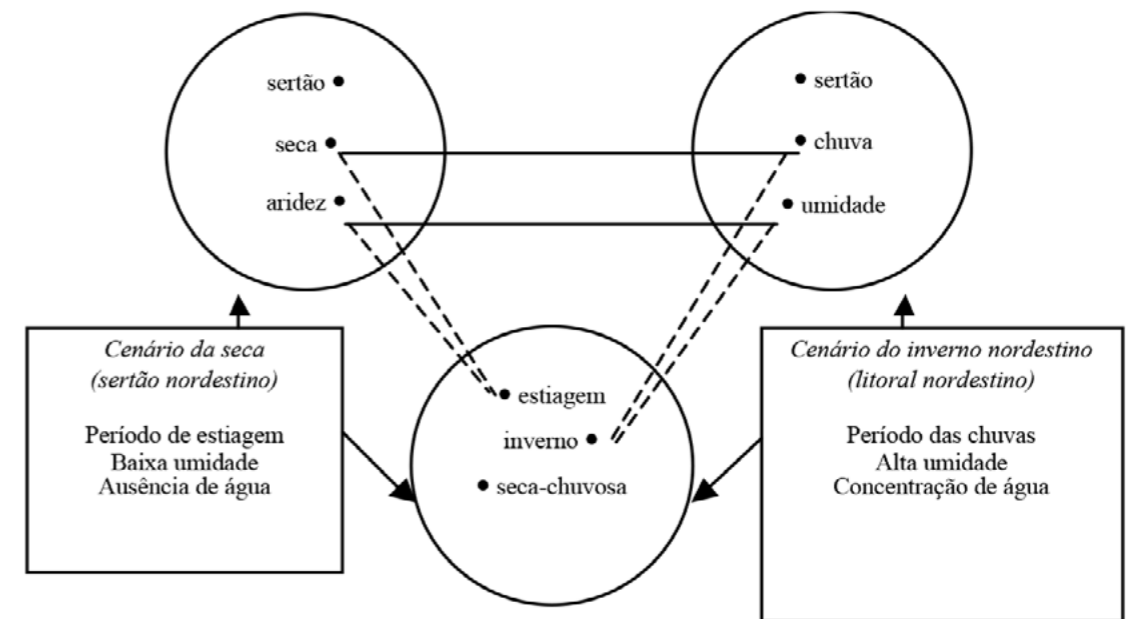 sertão
seca
aridez
sertão
chuva
umidade
Cenário da seca
(sertão nordestino)
Período de estiagem
Baixa umidade
Ausência de água
estiagem
inverno
seca-chuvosa
Cenário do inverno nordestino
(litoral nordestino)
Período das chuvas
Alta umidade
Concentração de água